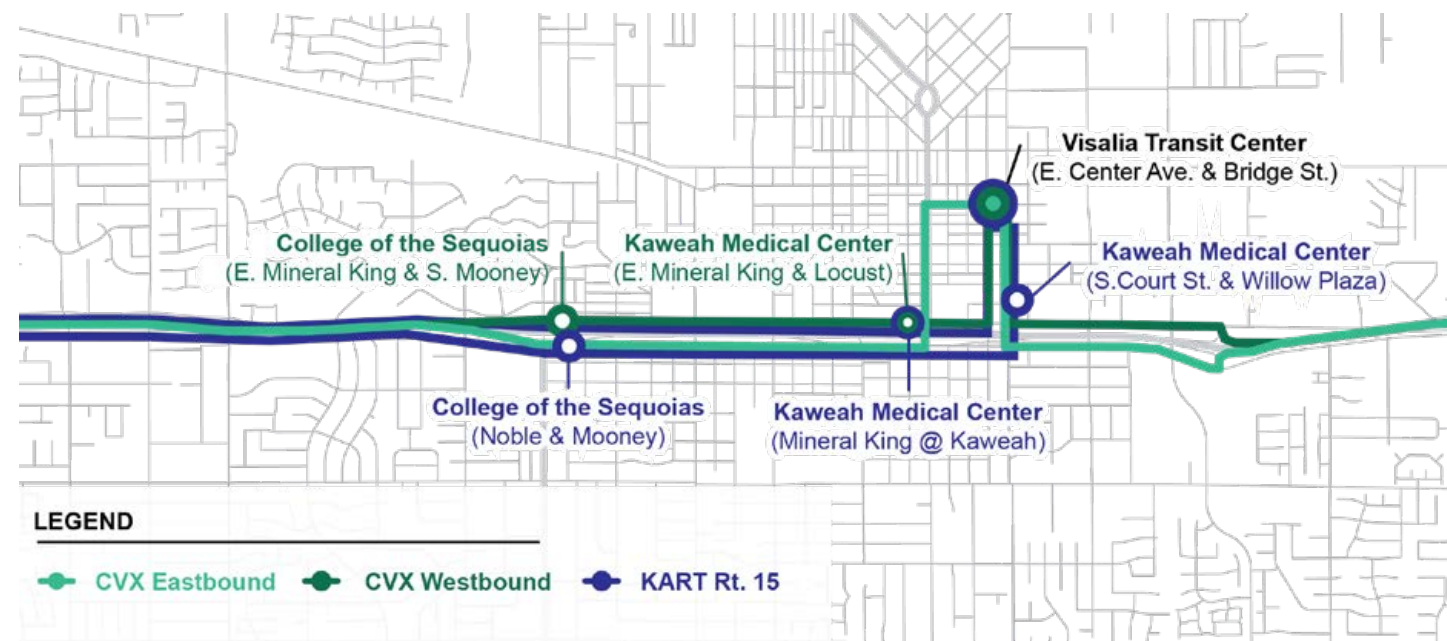 Visalia Transit Center
(E. Center Ave. & Bridge St.)
College of the Sequoias
(E. Mineral King & S. Mooney)
Kaweah Medical Center
(E. Mineral King & Locust)
Kaweah Medical Center
(S.Court St. & Willow Plaza)
College of the Sequoias
(Noble & Mooney)
Kaweah Medical Center
(Mineral King @ Kaweah)
LEGEND
CVX Eastbound
CVX Westbound
KART Rt. 15